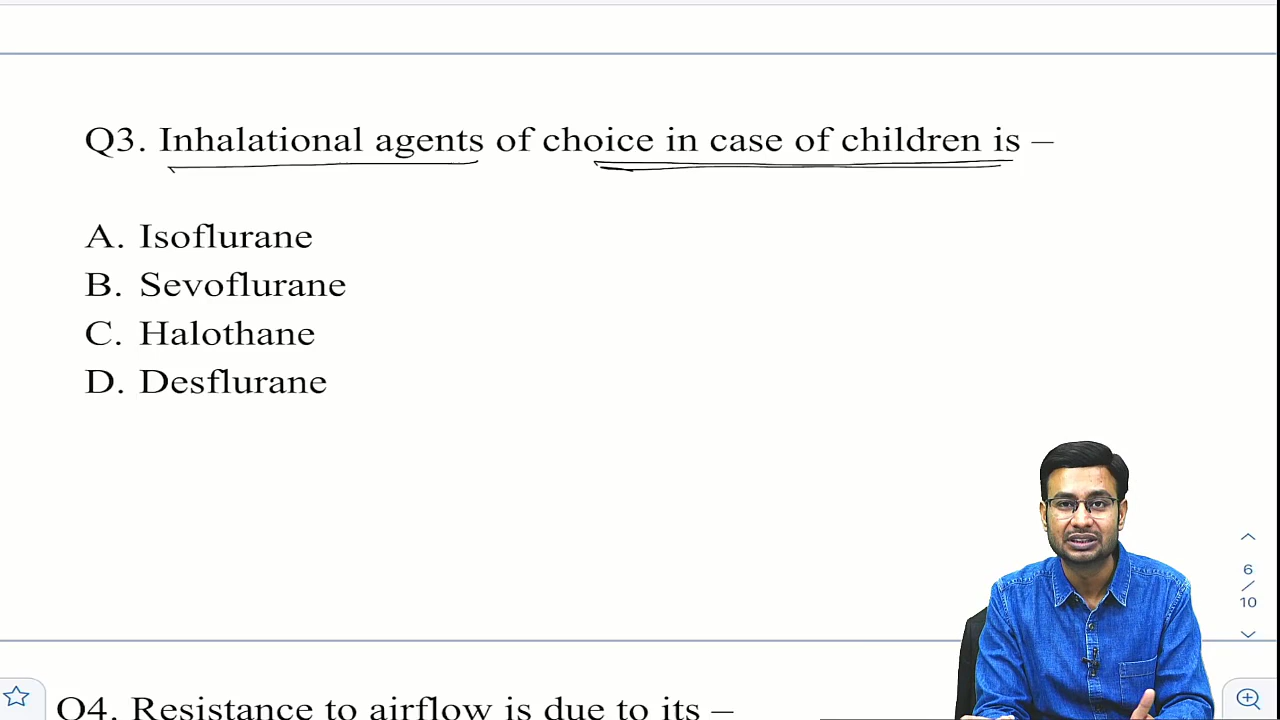 Q3. Inhalational agents of choice in case of children is –
A. Isoflurane
B. Sevoflurane
C. Halothane
D. Desflurane
6
/
10
Q4. Resistance to airflow is due to its –